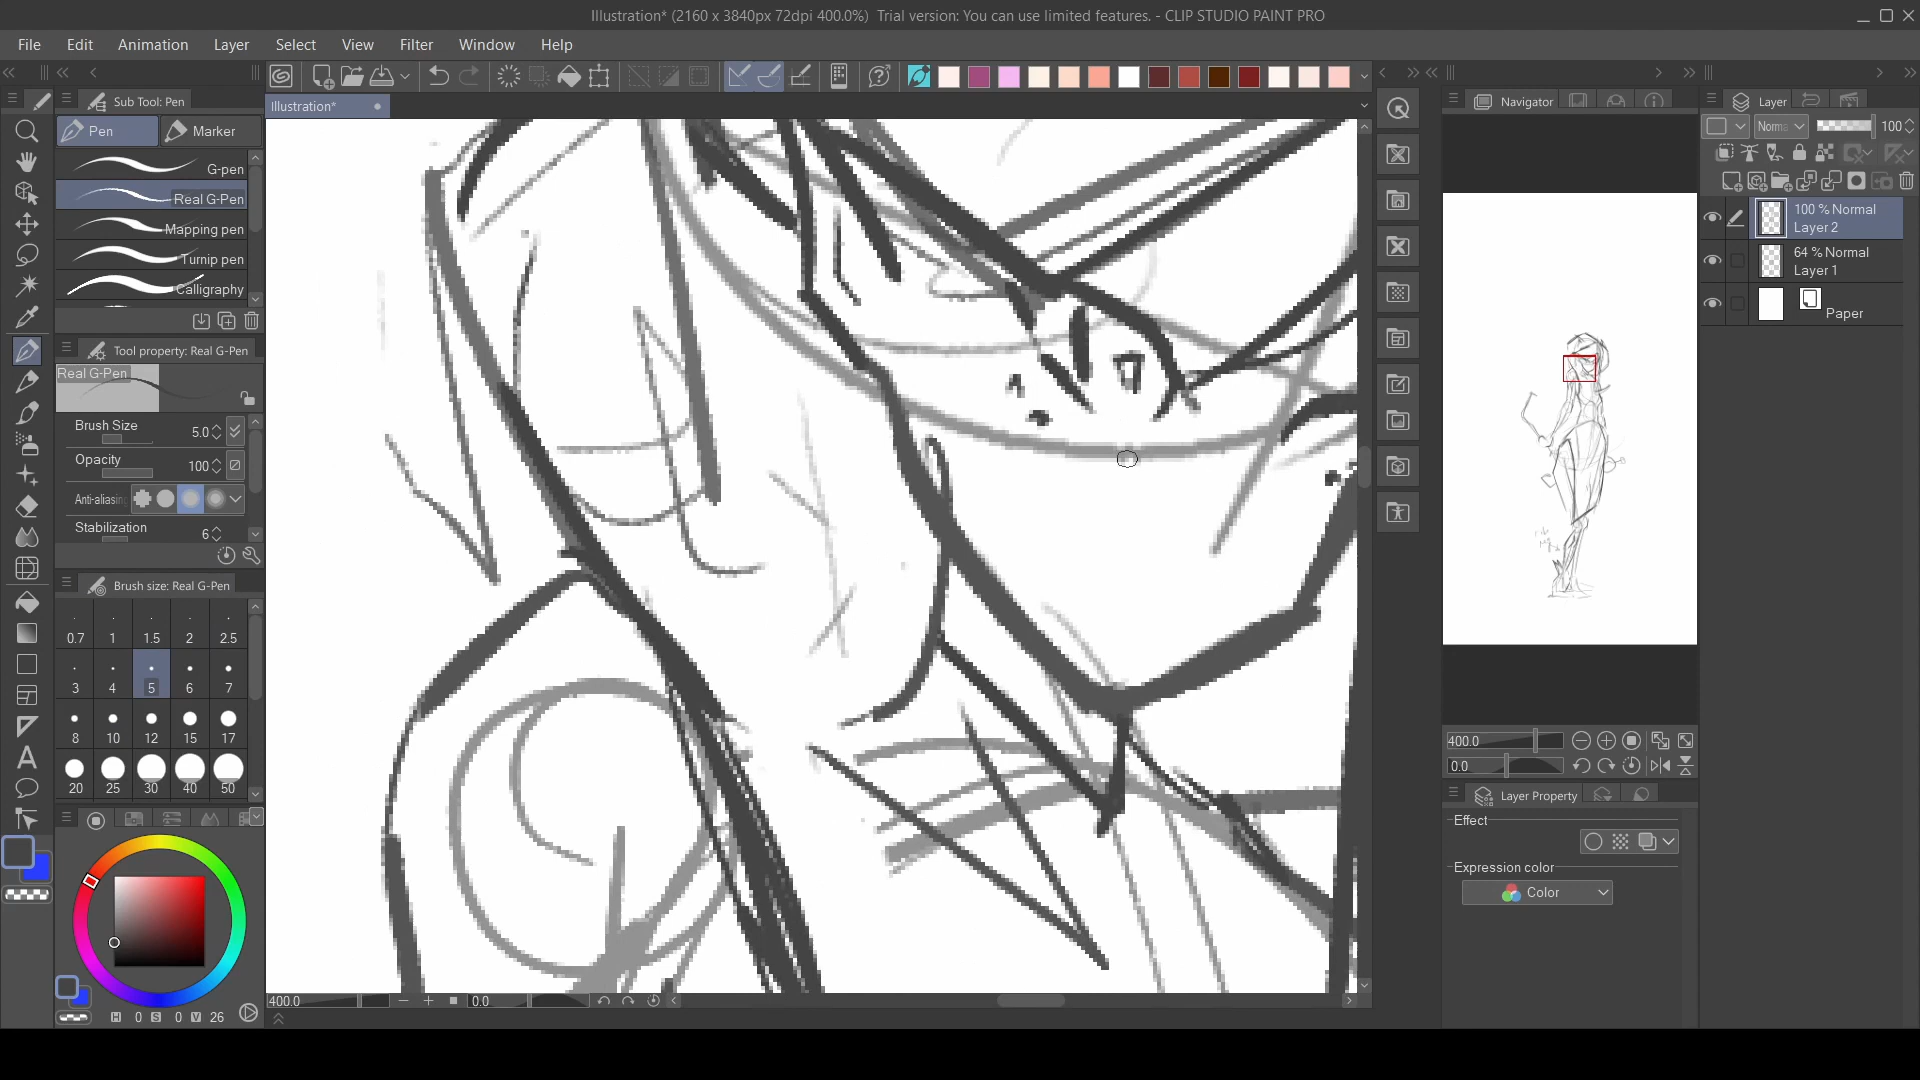 Illustration* (2160 x 3840px 72dpi 400.0%)  Trial version: You can use limited features. - CLIP STUDIO PAINT PRO
File Edit Animation Layer Select View Filter Window Help
Sub Tool: Pen
Illustration*
Navigator
Layer
Pen
Marker
Norma
100
G-pen
Real G-Pen
Mapping pen
Turnip pen
Calligraphy
100 % Normal
Layer 2
64 % Normal
Layer 1
Paper
Tool property: Real G-Pen
Real G-Pen
Brush Size 5.0
Opacity 100
Anti-aliasing
Stabilization 6
Brush size: Real G-Pen
0.7 1 1.5 2 2.5
3 4 5 6 7
8 10 12 15 17
20 25 30 40 50
400.0
0.0
Layer Property
Effect
Expression color
Color
H 0 S 0 V 26
400.0
0.0